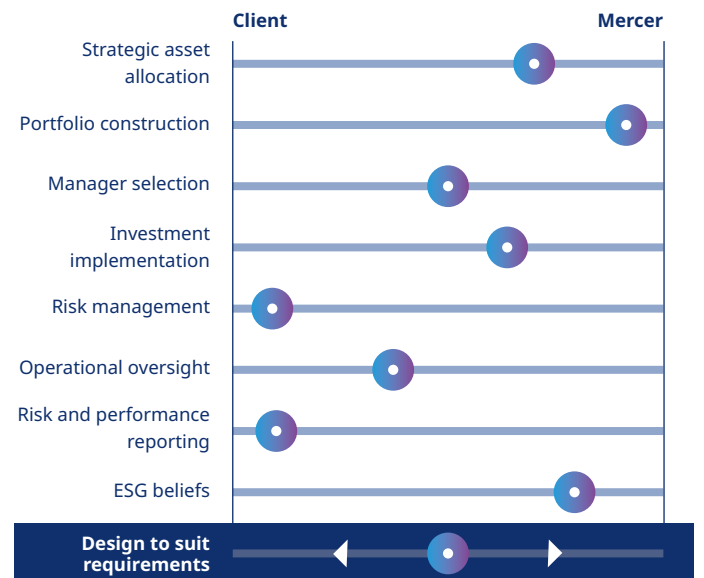 Client
Mercer
Strategic asset
allocation
Portfolio construction
Manager selection
Investment
implementation
Risk management
Operational oversight
Risk and performance
reporting
ESG beliefs
Design to suit
requirements